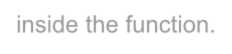 inside the function.